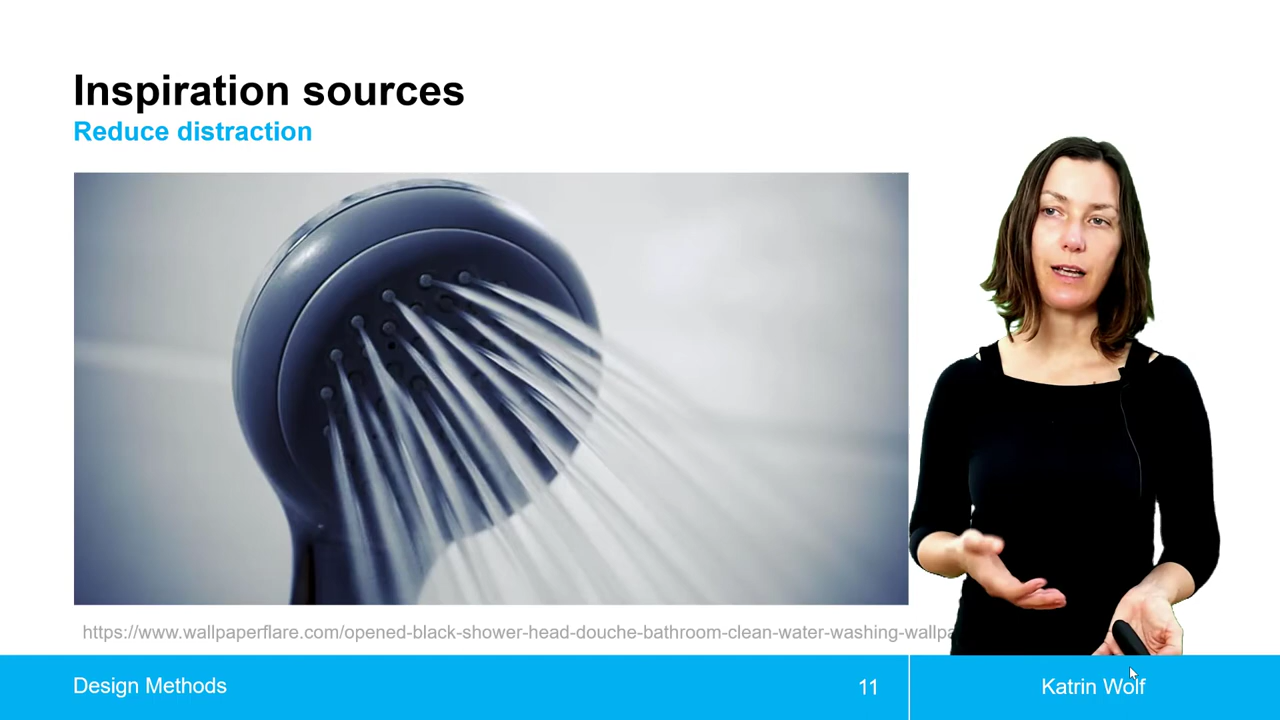 Inspiration sources
Reduce distraction
https://www.wallpaperflare.com/opened-black-shower-head-douche-bathroom-clean-water-washing-wallpa
Design Methods
11
Katrin Wolf